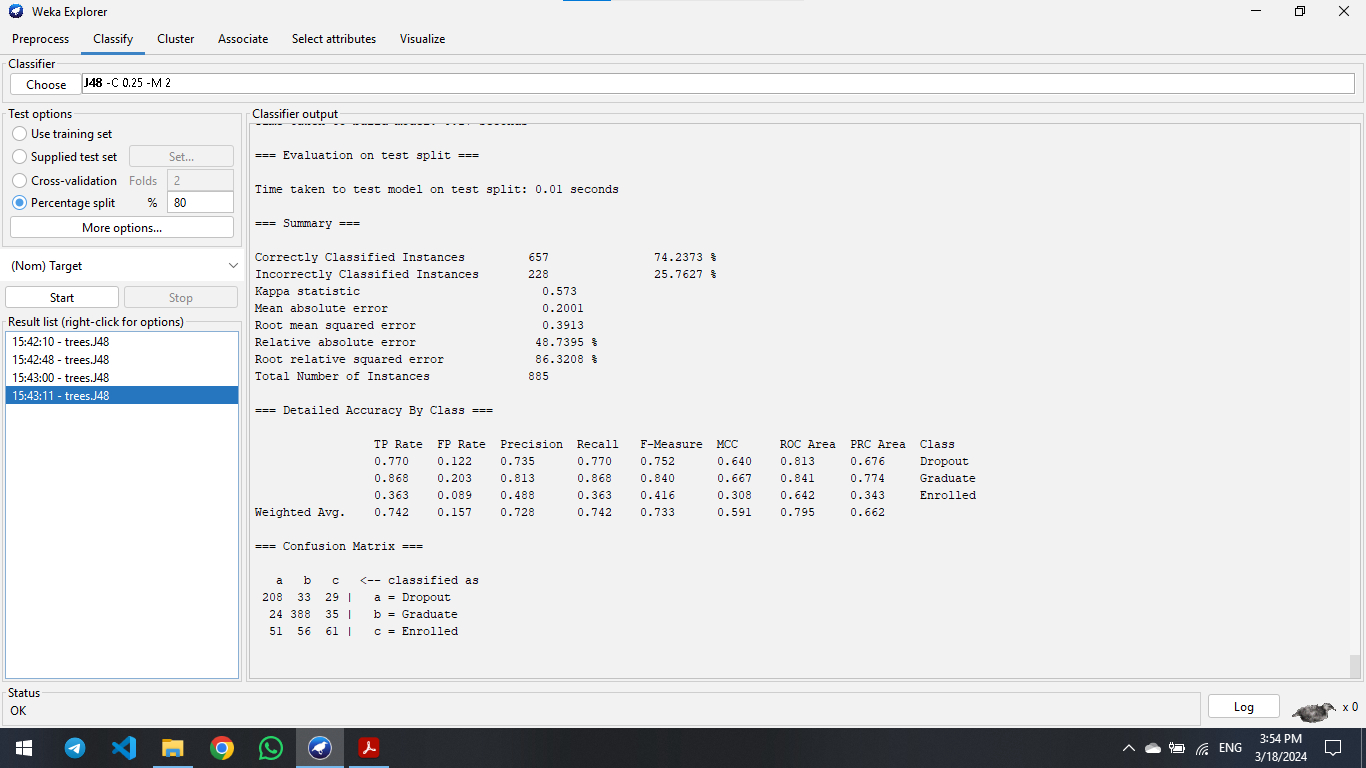 Weka Explorer
Preprocess Classify Cluster Associate Select attributes Visualize
Classifier
Choose J48 -C 0.25 -M 2
Test options
Use training set
Supplied test set Set...
Cross-validation Folds 2
Percentage split % 80
More options...
(Nom) Target
Start Stop
Result list (right-click for options)
15:42:10 - trees.J48
15:42:48 - trees.J48
15:43:00 - trees.J48
15:43:11 - trees.J48
Classifier output
=== Evaluation on test split ===
Time taken to test model on test split: 0.01 seconds
=== Summary ===
Correctly Classified Instances 657 74.2373 %
Incorrectly Classified Instances 228 25.7627 %
Kappa statistic 0.573
Mean absolute error 0.2001
Root mean squared error 0.3913
Relative absolute error 48.7395 %
Root relative squared error 86.3208 %
Total Number of Instances 885
=== Detailed Accuracy By Class ===
TP Rate FP Rate Precision Recall F-Measure MCC ROC Area PRC Area Class
0.770 0.122 0.735 0.770 0.752 0.640 0.813 0.676 Dropout
0.868 0.203 0.813 0.868 0.840 0.667 0.841 0.774 Graduate
0.363 0.089 0.488 0.363 0.416 0.308 0.642 0.343 Enrolled
Weighted Avg. 0.742 0.157 0.728 0.742 0.733 0.591 0.795 0.662
=== Confusion Matrix ===
a b c <-- classified as
208 33 29 | a = Dropout
24 388 35 | b = Graduate
51 56 61 | c = Enrolled
Status
OK
Log x 0
ENG
3:54 PM
3/18/2024